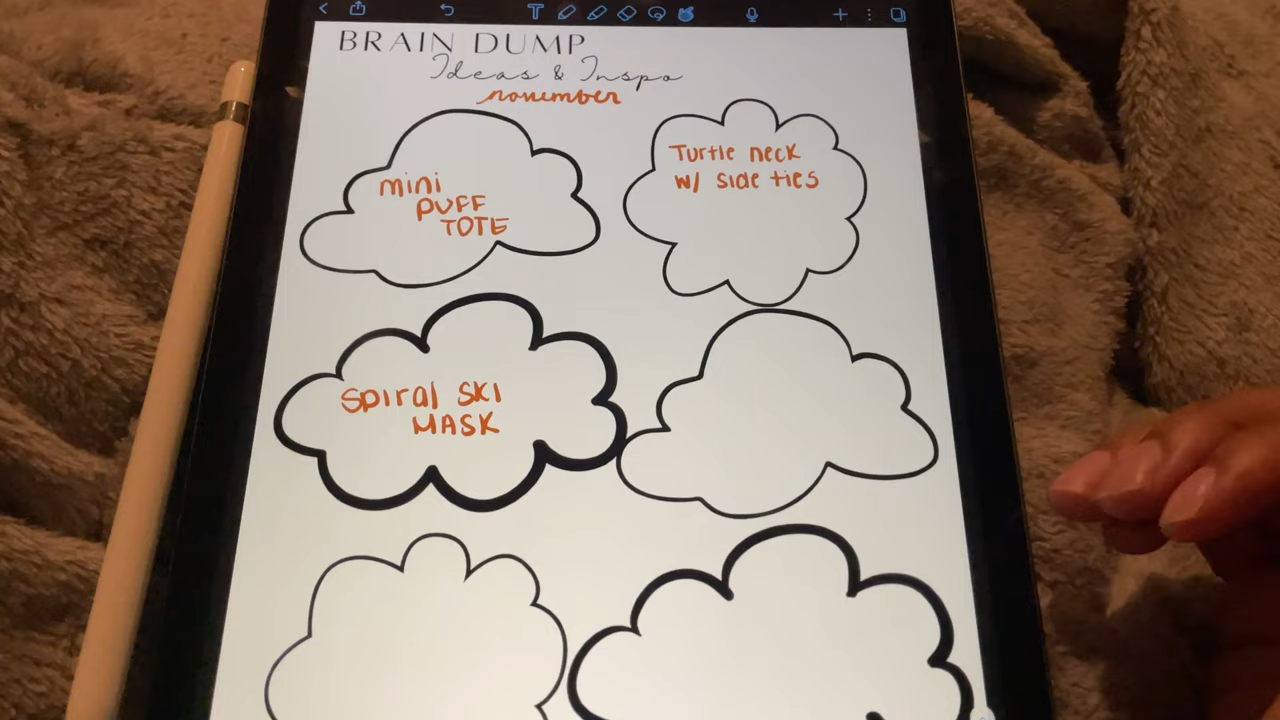 BRAIN DUMP
Ideas & Inspo
november
mini
PUFF
TOTE
Turtle neck
w/ side ties
Spiral SKI
MASK